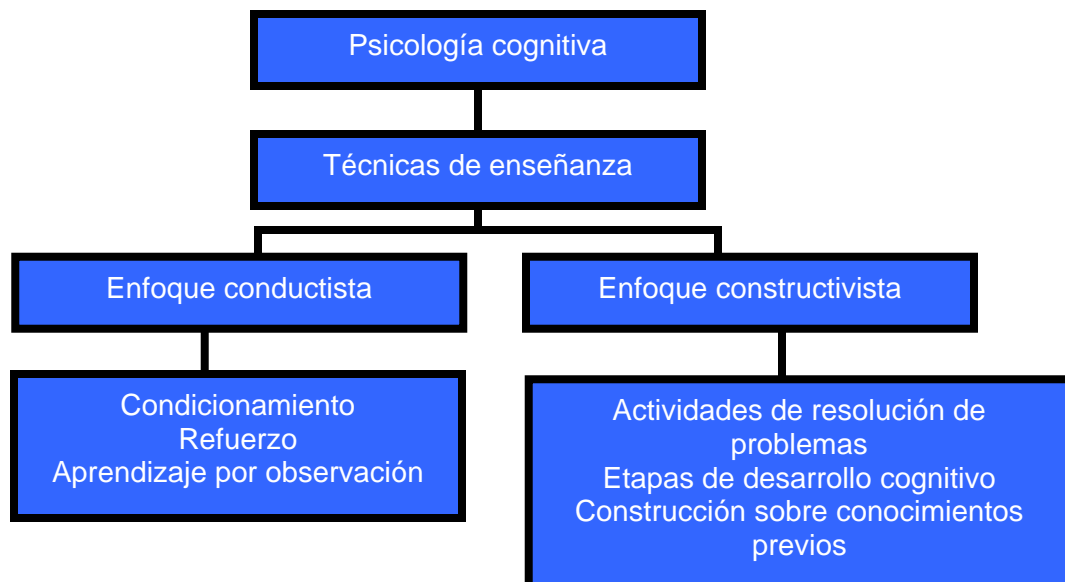 Psicología cognitiva
Técnicas de enseñanza
Enfoque conductista
Enfoque constructivista
Condicionamiento
Refuerzo
Aprendizaje por observación
Actividades de resolución de
problemas
Etapas de desarrollo cognitivo
Construcción sobre conocimientos
previos